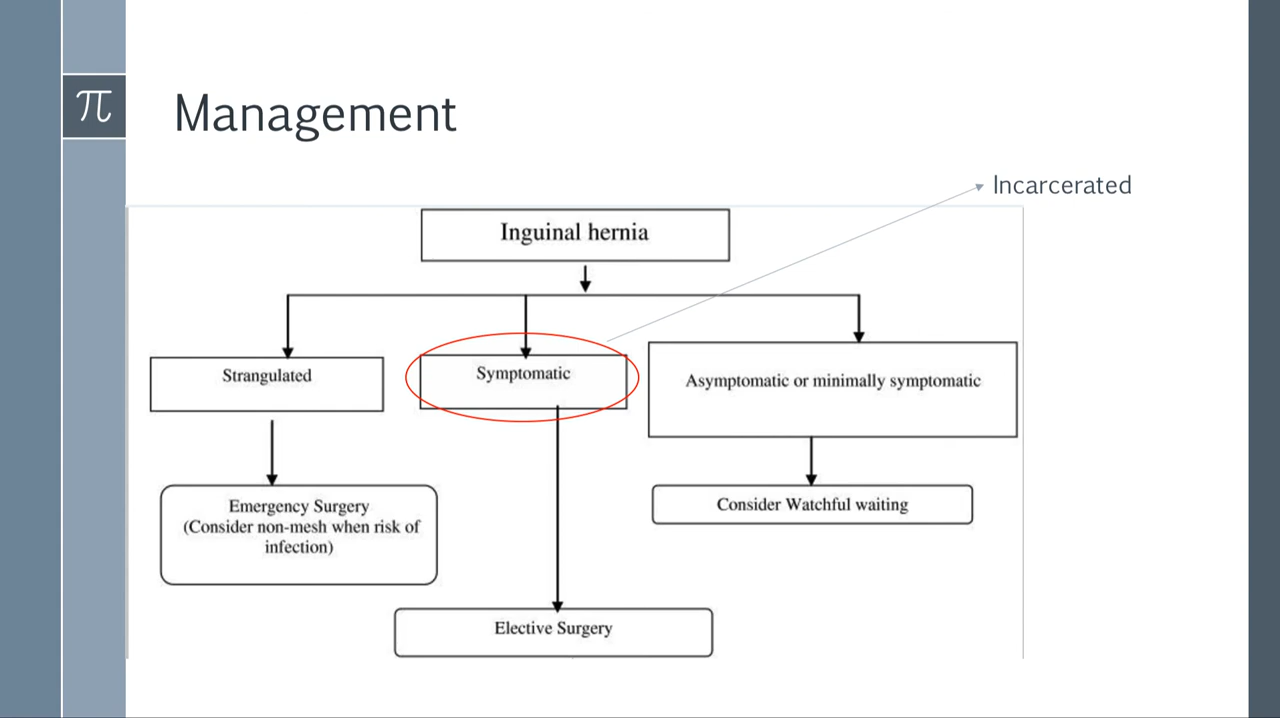 π
Management
Incarcerated
Inguinal hernia
Strangulated
Symptomatic
Asymptomatic or minimally symptomatic
Emergency Surgery
(Consider non-mesh when risk of
infection)
Consider Watchful waiting
Elective Surgery